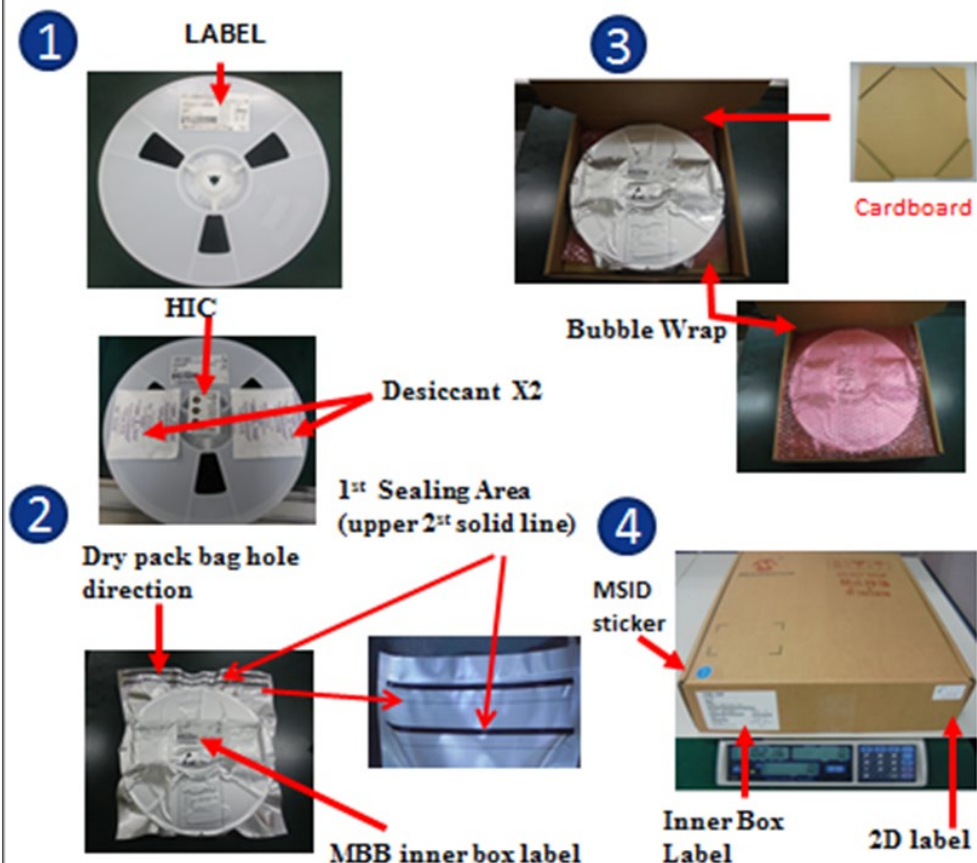 1
LABEL
HIC
Desiccant X2
2
Dry pack bag hole
direction
1st Sealing Area
(upper 2st solid line)
MBB inner box label
3
Cardboard
Bubble Wrap
4
MSID
sticker
Inner Box
Label
2D label